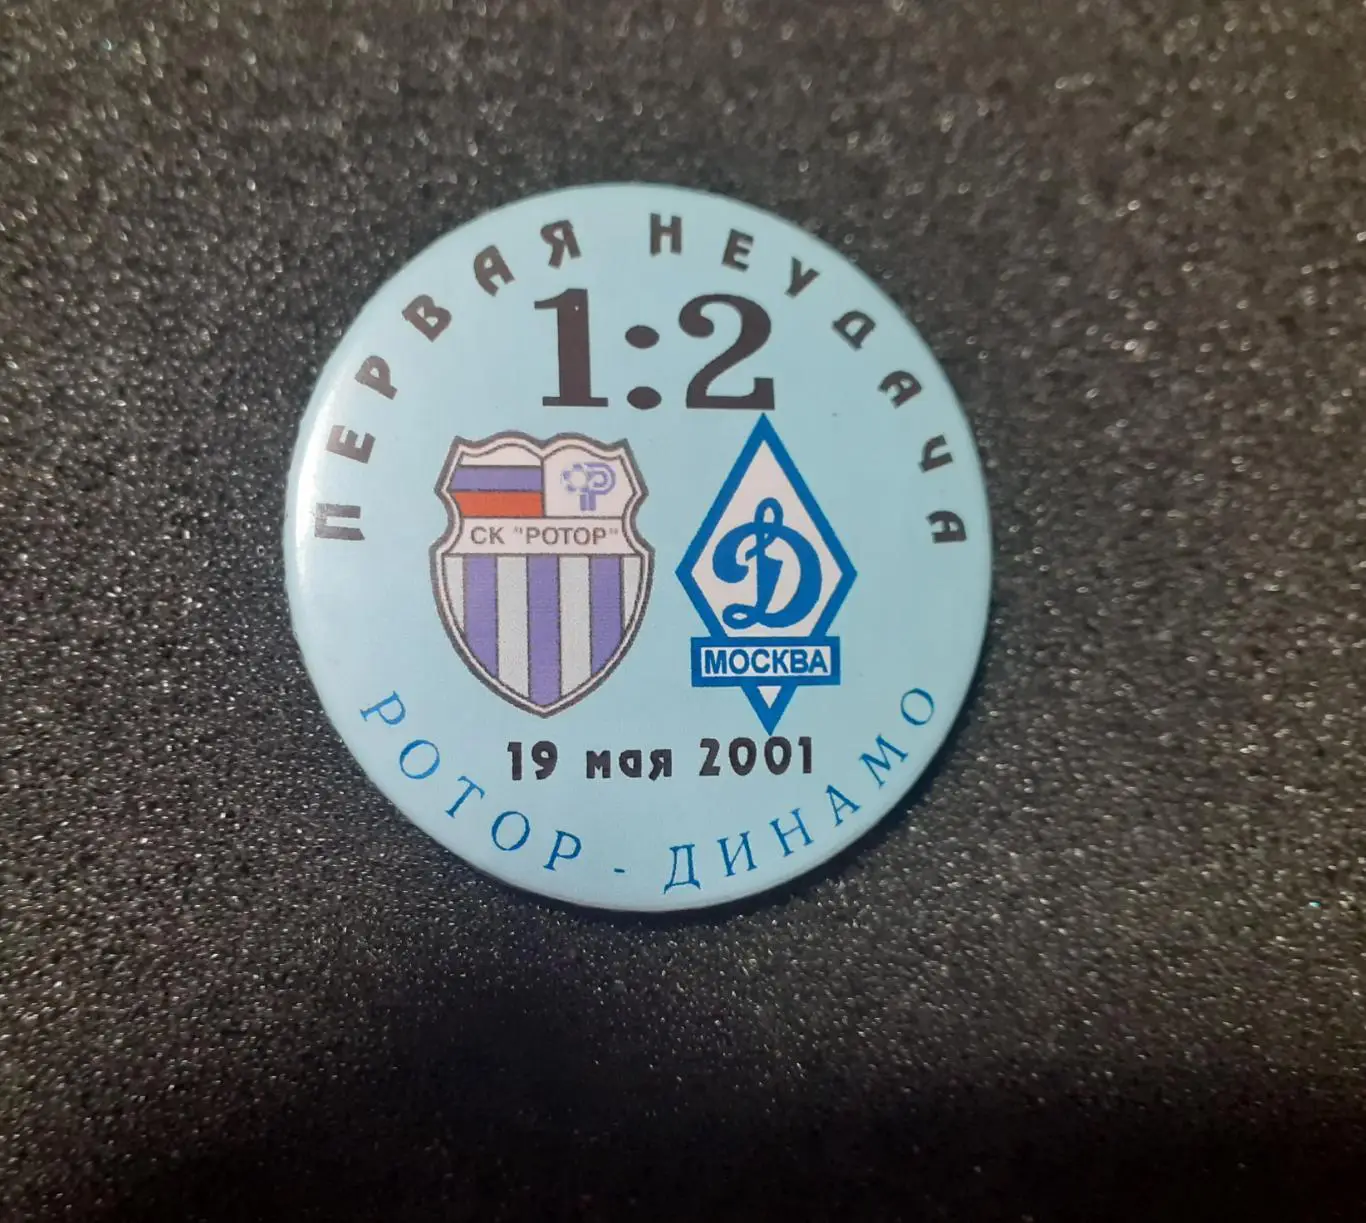 ПЕРВАЯ НЕУДАЧА
1:2
СК "РОТОР"
МОСКВА
19 мая 2001
РОТОР - ДИНАМО